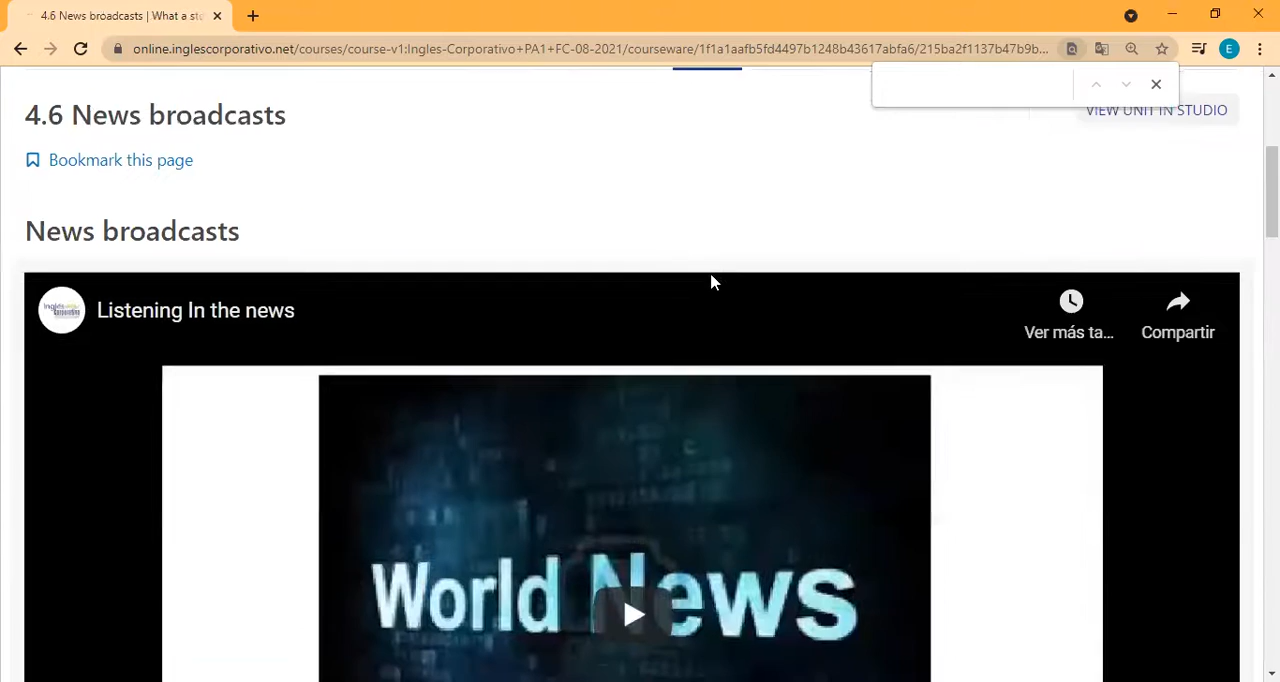 4.6 News broadcasts | What a sto
online.inglescorporativo.net/courses/course-v1:Ingles-Corporativo+PA1+FC-08-2021/courseware/1f1a1aafb5fd4497b1248b43617abfa6/215ba2f1137b47b9b...
E
4.6 News broadcasts
VIEW UNIT IN STUDIO
Bookmark this page
News broadcasts
Listening In the news
Ver más ta...
Compartir
World News